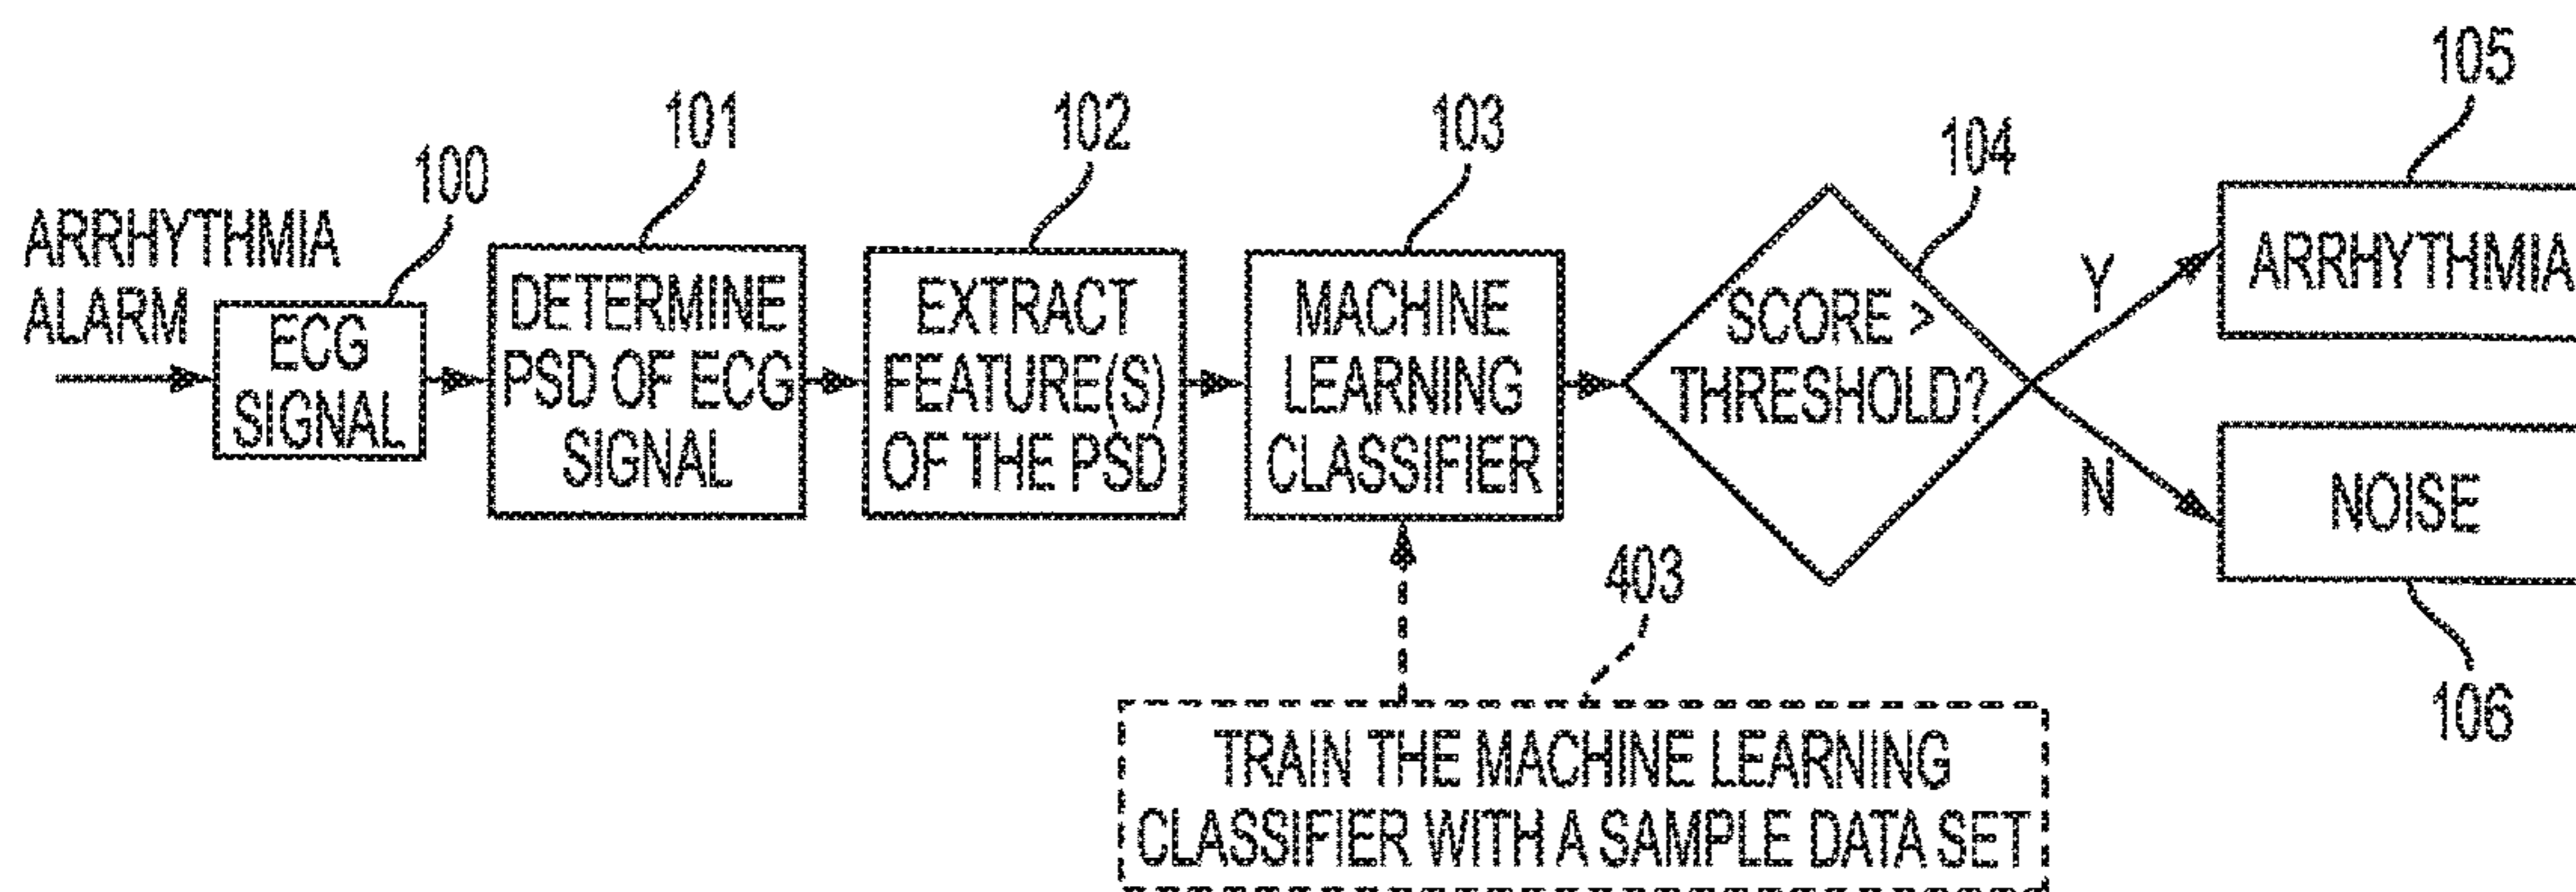 ARRHYTHMIA
ALARM
100
ECG
SIGNAL
101
DETERMINE
PSD OF ECG
SIGNAL
102
EXTRACT
FEATURE(S)
OF THE PSD
103
MACHINE
LEARNING
CLASSIFIER
104
SCORE >
THRESHOLD?
Y
N
105
ARRHYTHMIA
NOISE
106
403
TRAIN THE MACHINE LEARNING
CLASSIFIER WITH A SAMPLE DATA SET